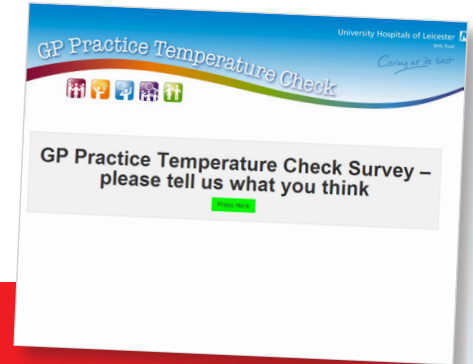 University Hospitals of Leicester
NHS Trust
GP Practice Temperature Check
Caring at its best
GP Practice Temperature Check Survey –
please tell us what you think
Press Here